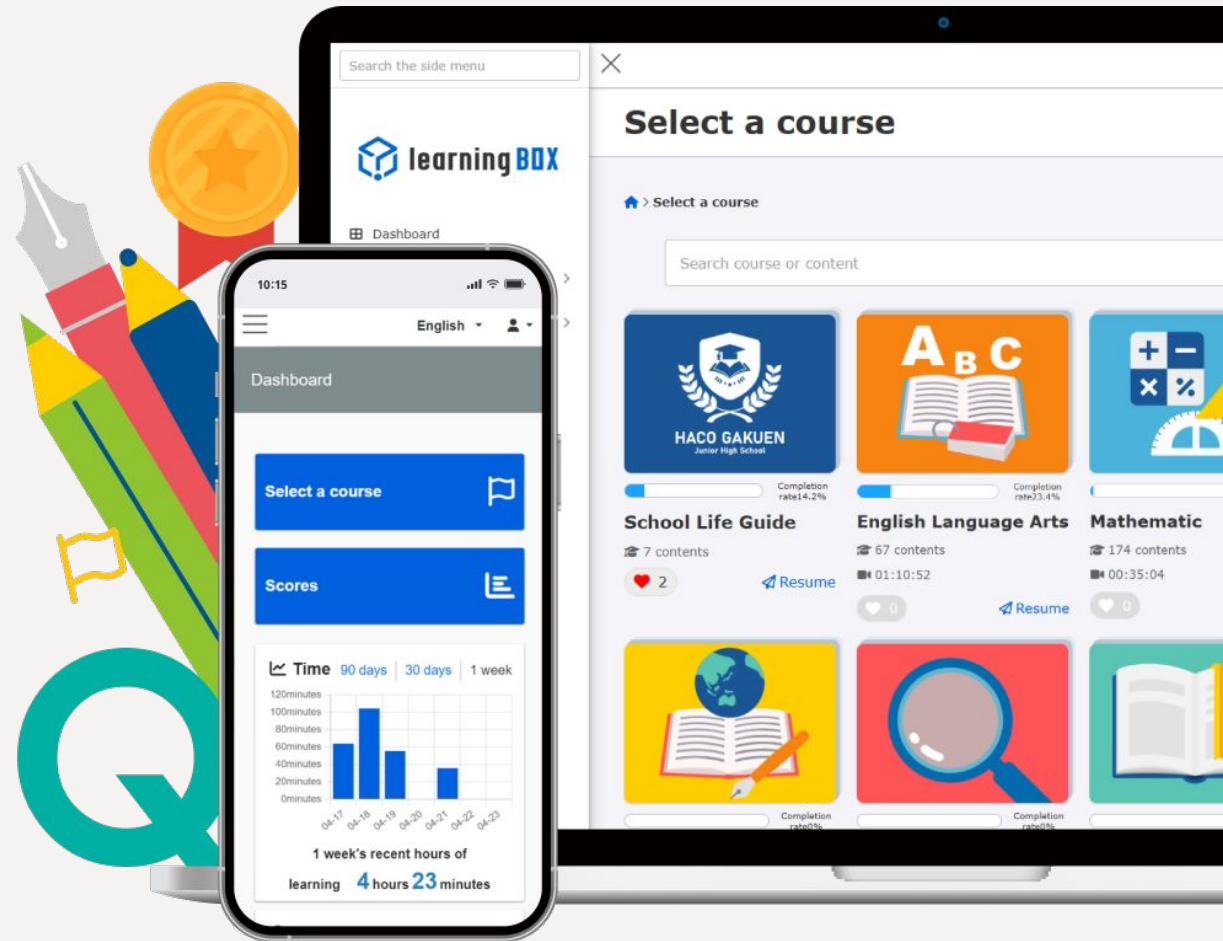 Search the side menu
learningBOX
Dashboard
Select a course
Select a course
Search course or content
HACO GAKUEN
Junior High School
A B C
+ −
× %
Completion
rate14.2%
School Life Guide
7 contents
2
Resume
Completion
rate23.4%
English Language Arts
67 contents
01:10:52
0
Resume
Mathematic
174 contents
00:35:04
0
Completion
rate0%
Completion
rate0%
10:15
English
Dashboard
Select a course
Scores
Time 90 days 30 days 1 week
120minutes
100minutes
80minutes
60minutes
40minutes
20minutes
0minutes
04-17 04-18 04-19 04-20 04-21 04-22 04-23
1 week's recent hours of
learning 4 hours 23 minutes
Q